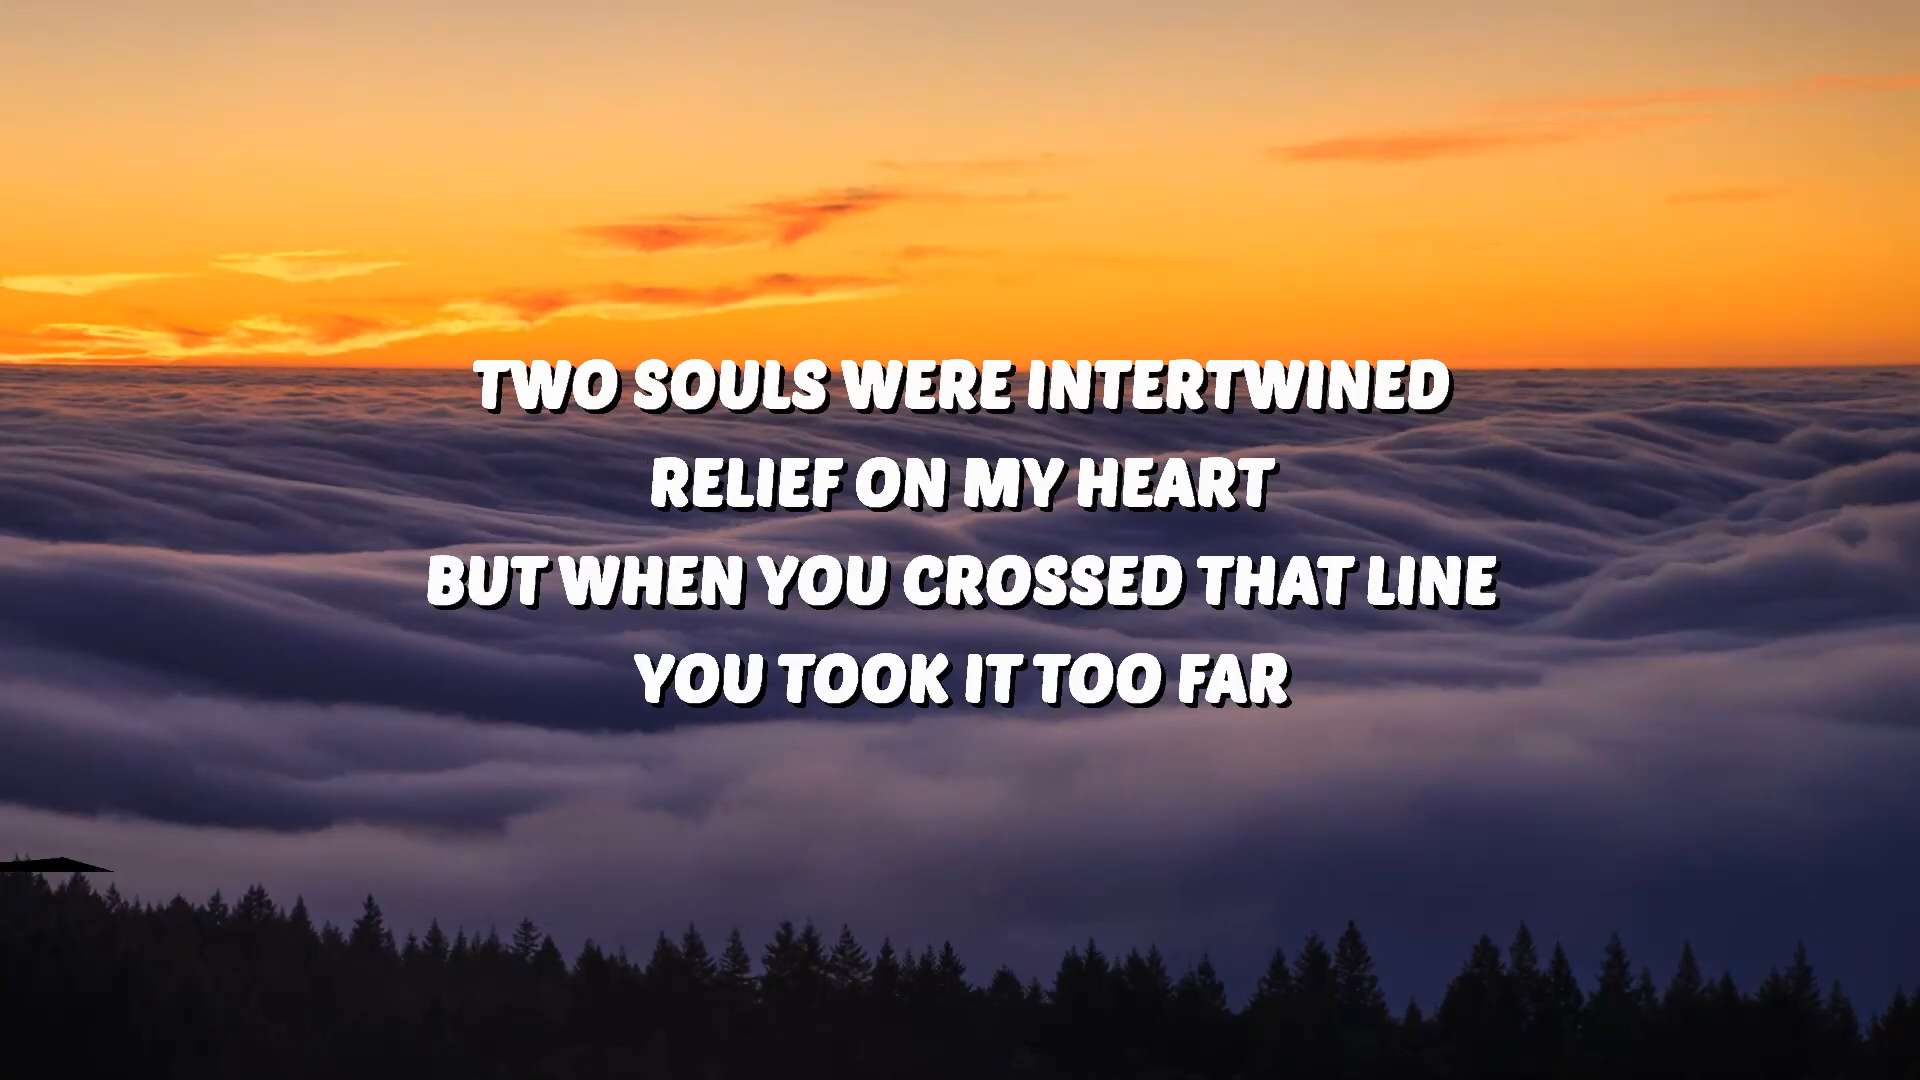 TWO SOULS WERE INTERTWINED
RELIEF ON MY HEART
BUT WHEN YOU CROSSED THAT LINE
YOU TOOK IT TOO FAR